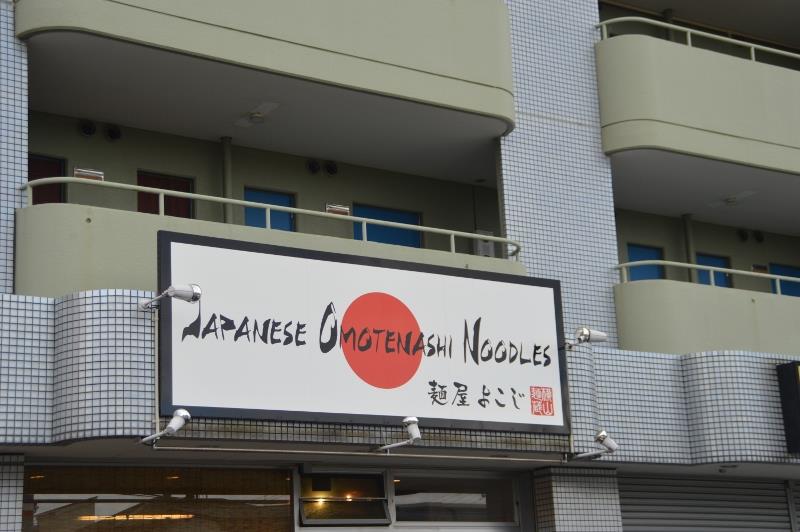 JAPANESE OMOTENASHI NOODLES
麺屋 よこじ